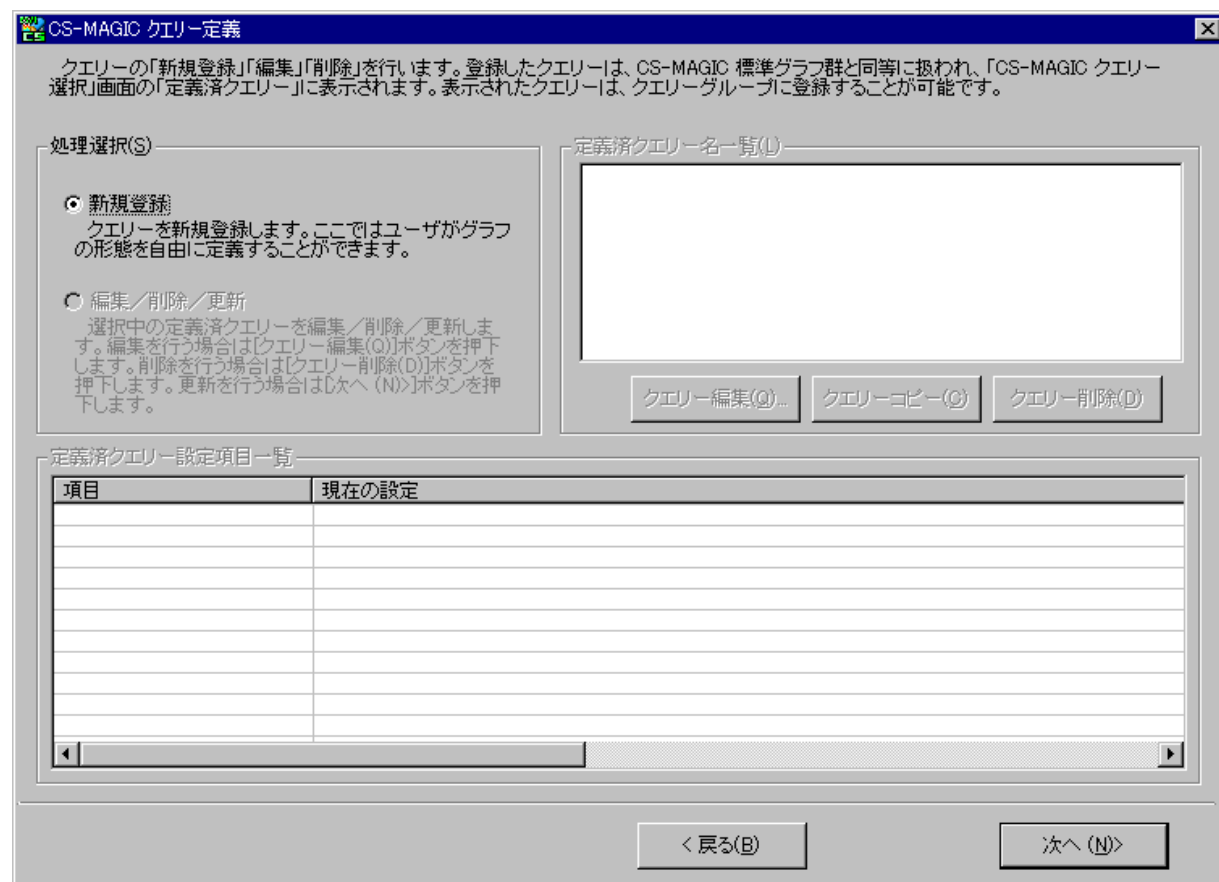 CS-MAGIC クエリー定義
クエリーの「新規登録」「編集」「削除」を行います。登録したクエリーは、CS-MAGIC 標準グラフ群と同等に扱われ、「CS-MAGIC クエリー
選択」画面の「定義済クエリー」に表示されます。表示されたクエリーは、クエリーグループに登録することが可能です。
処理選択(S)
新規登録
クエリーを新規登録します。ここではユーザがグラフ
の形態を自由に定義することができます。
編集／削除／更新
選択中の定義済クエリーを編集／削除／更新しま
す。編集を行う場合は[クエリー編集(Q)]ボタンを押下
します。削除を行う場合は[クエリー削除(D)]ボタンを
押下します。更新を行う場合は[次へ (N)>]ボタンを押
下します。
定義済クエリー名一覧(L)
クエリー編集(Q)...
クエリーコピー(C)
クエリー削除(D)
定義済クエリー設定項目一覧
項目
現在の設定
< 戻る(B)
次へ (N)>